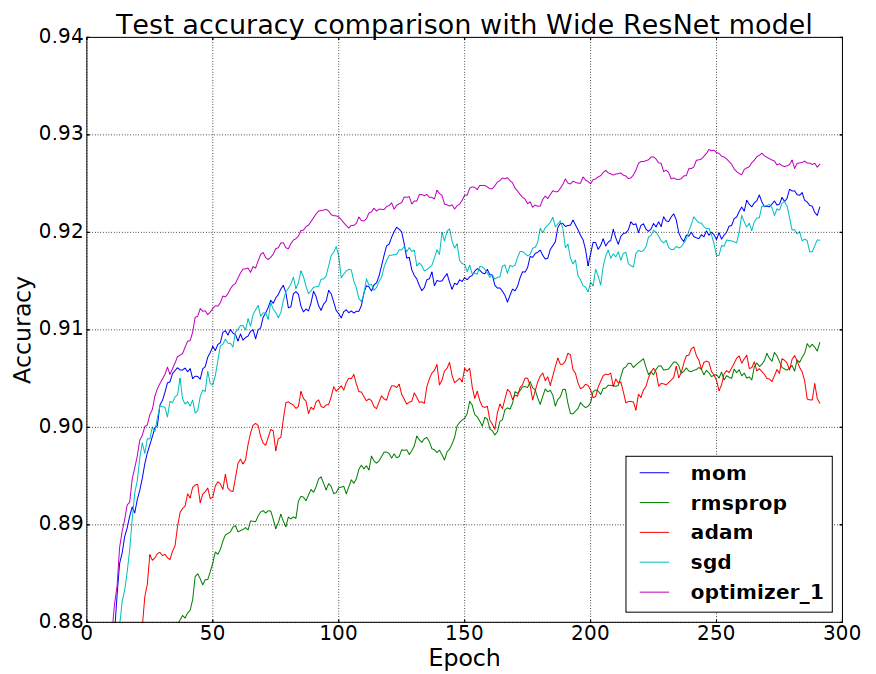 Test accuracy comparison with Wide ResNet model
0.94
0.93
0.92
0.91
0.90
0.89
0.88
Accuracy
0
50
100
150
200
250
300
Epoch
mom
rmsprop
adam
sgd
optimizer_1